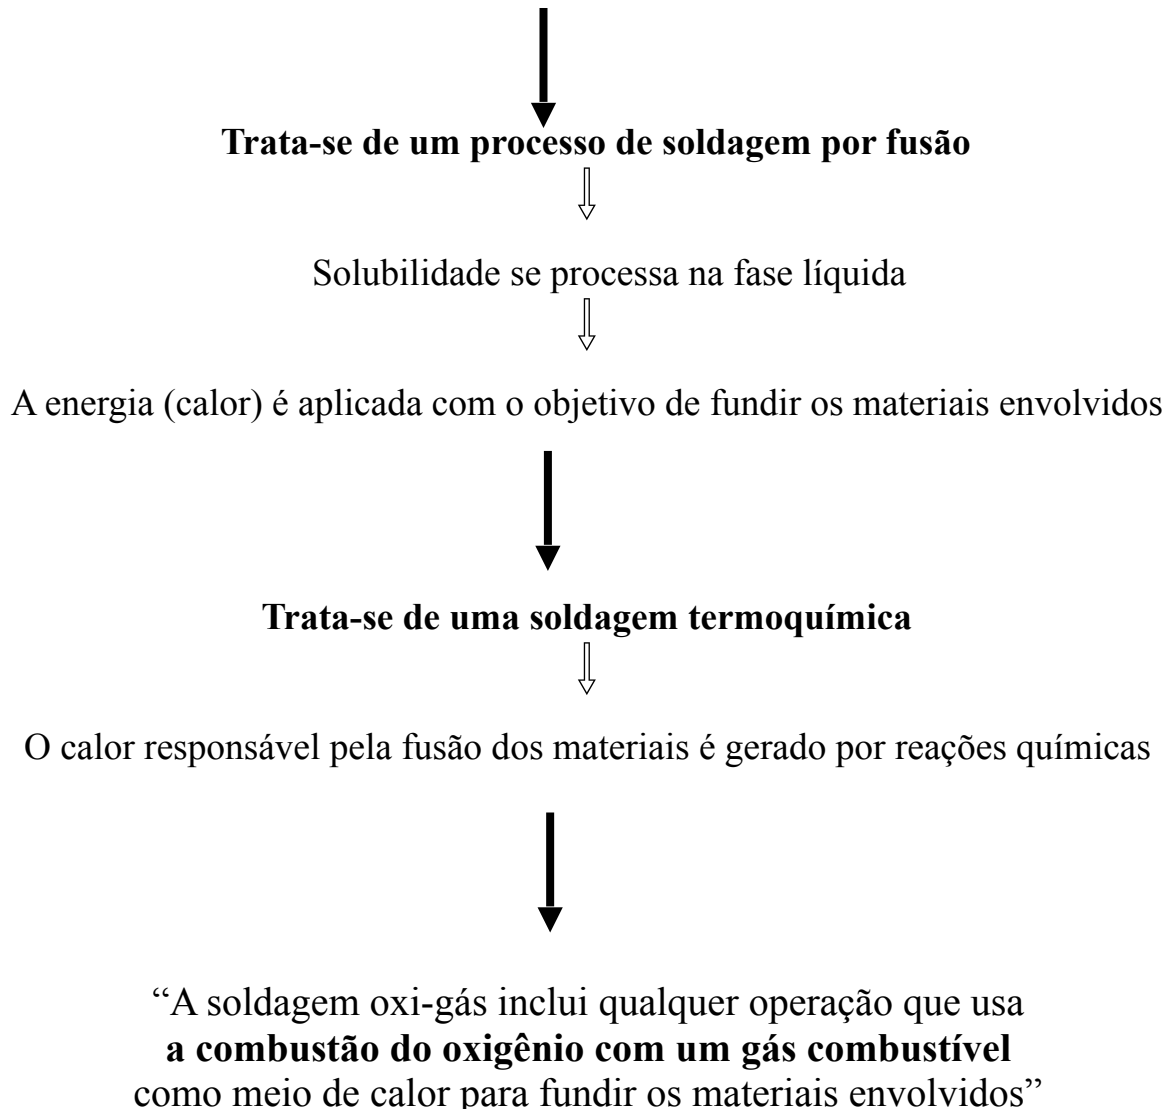 Trata-se de um processo de soldagem por fusão
Solubilidade se processa na fase líquida
A energia (calor) é aplicada com o objetivo de fundir os materiais envolvidos
Trata-se de uma soldagem termoquímica
O calor responsável pela fusão dos materiais é gerado por reações químicas
“A soldagem oxi-gás inclui qualquer operação que usa
a combustão do oxigênio com um gás combustível
como meio de calor para fundir os materiais envolvidos”